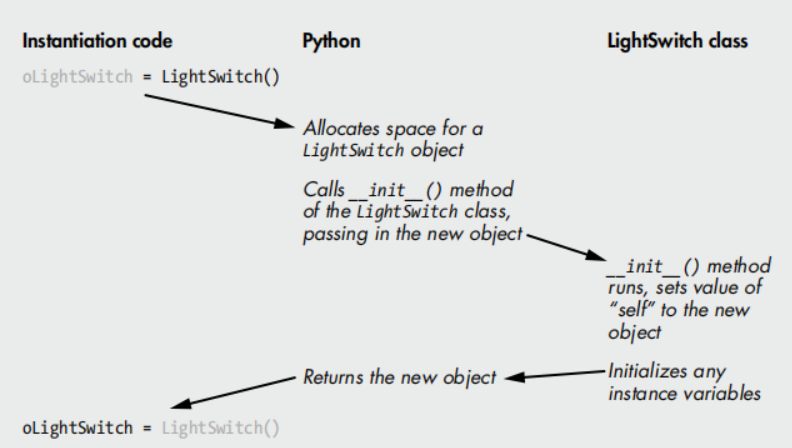 Instantiation code
Python
LightSwitch class
oLightSwitch = LightSwitch()
Allocates space for a
LightSwitch object
Calls __init__() method
of the LightSwitch class,
passing in the new object
__init__() method
runs, sets value of
“self” to the new
object
Returns the new object
Initializes any
instance variables
oLightSwitch = LightSwitch()